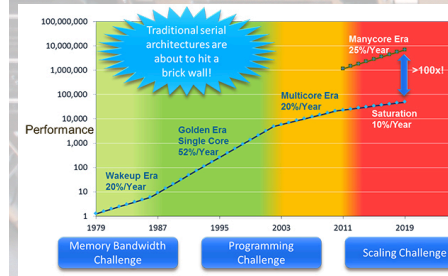 100,000,000
10,000,000
1,000,000
100,000
10,000
1,000
100
10
1
Performance
Traditional serial
architectures are
about to hit a
brick wall!
Manycore Era
25%/Year
>100x!
Multicore Era
20%/Year
Saturation
10%/Year
Golden Era
Single Core
52%/Year
Wakeup Era
20%/Year
1979
1987
1995
2003
2011
2019
Memory Bandwidth
Challenge
Programming
Challenge
Scaling Challenge